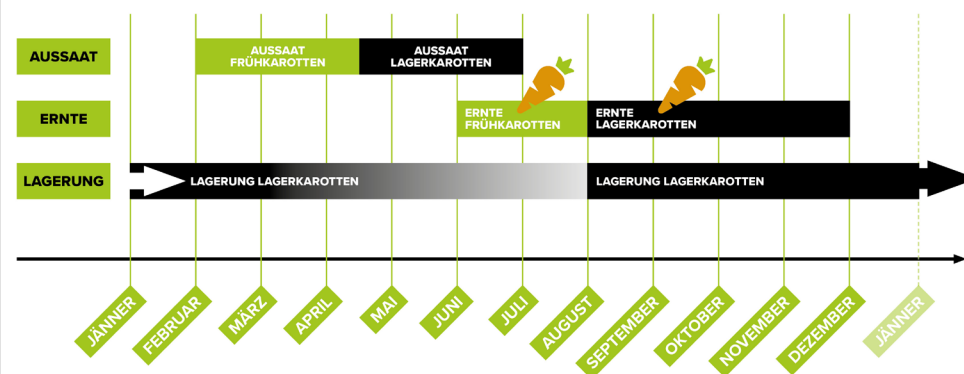 AUSSAAT
AUSSAAT
FRÜHKAROTTEN
AUSSAAT
LAGERKAROTTEN
ERNTE
ERNTE
FRÜHKAROTTEN
ERNTE
LAGERKAROTTEN
LAGERUNG
LAGERUNG LAGERKAROTTEN
LAGERUNG LAGERKAROTTEN
JÄNNER
FEBRUAR
MÄRZ
APRIL
MAI
JUNI
JULI
AUGUST
SEPTEMBER
OKTOBER
NOVEMBER
DEZEMBER
JÄNNER